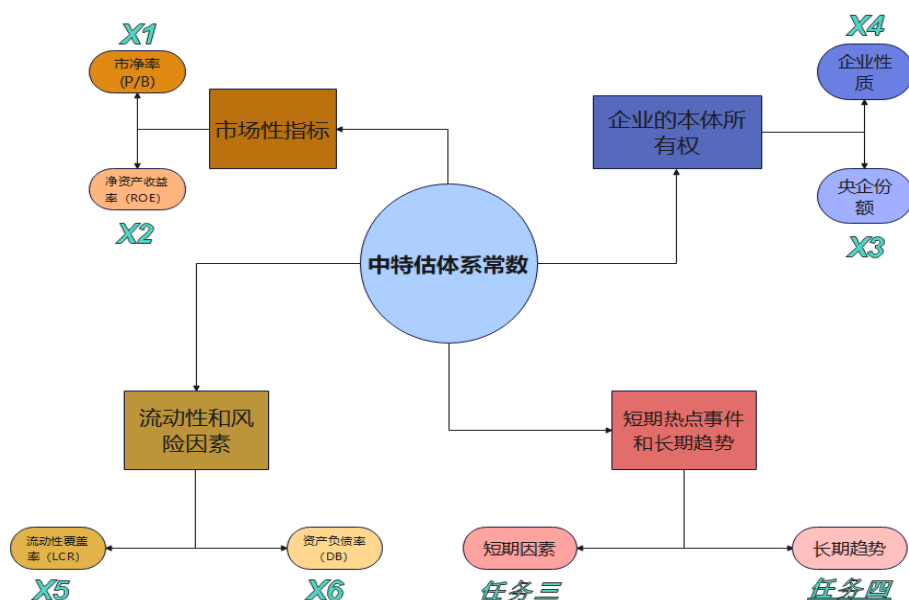 X1
市净率
(P/B)
市场性指标
净资产收益
率（ROE）
X2
X4
企业性
质
企业的本体所
有权
央企份
额
X3
中特估体系常数
流动性和风
险因素
流动性覆盖
率（LCR）
X5
资产负债率
（DB）
X6
短期热点事件
和长期趋势
短期因素
任务三
长期趋势
任务四